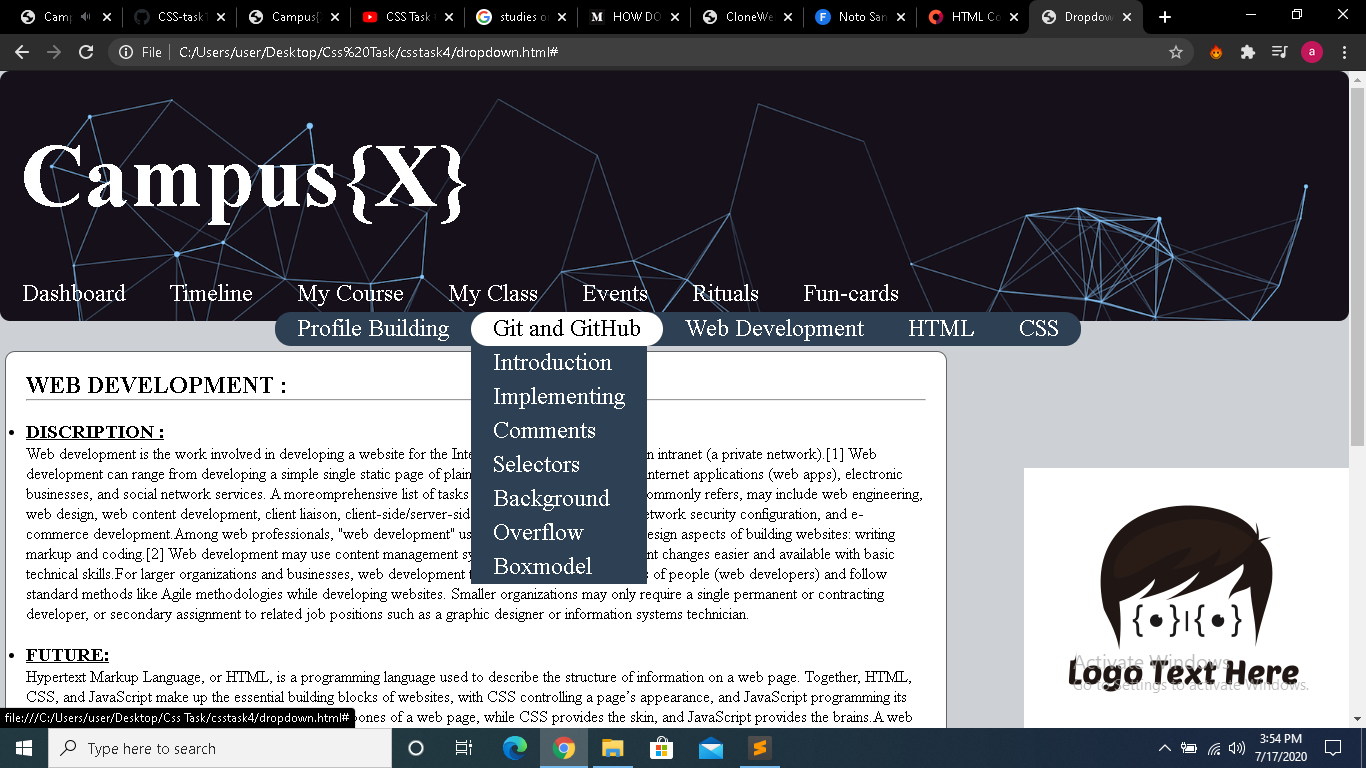 Camp
CSS-task
Campus{
CSS Task
studies o
HOW DO
CloneWe
Noto San
HTML Co
Dropdow
File
C:/Users/user/Desktop/Css%20Task/csstask4/dropdown.html#
a
Campus{X}
Dashboard Timeline My Course My Class Events Rituals Fun-cards
Profile Building Git and GitHub Web Development HTML CSS
Introduction
Implementing
Comments
Selectors
Background
Overflow
Boxmodel
WEB DEVELOPMENT :
DISCRIPTION :
Web development is the work involved in developing a website for the Inte n intranet (a private network).[1] Web
development can range from developing a simple single static page of plain internet applications (web apps), electronic
businesses, and social network services. A moreomprehensive list of tasks ommonly refers, may include web engineering,
web design, web content development, client liaison, client-side/server-sid etwork security configuration, and e-
commerce development.Among web professionals, "web development" us esign aspects of building websites: writing
markup and coding.[2] Web development may use content management sy nt changes easier and available with basic
technical skills.For larger organizations and businesses, web development t s of people (web developers) and follow
standard methods like Agile methodologies while developing websites. Smaller organizations may only require a single permanent or contracting
developer, or secondary assignment to related job positions such as a graphic designer or information systems technician.
FUTURE:
Hypertext Markup Language, or HTML, is a programming language used to describe the structure of information on a web page. Together, HTML,
CSS, and JavaScript make up the essential building blocks of websites, with CSS controlling a page’s appearance, and JavaScript programming its
bones of a web page, while CSS provides the skin, and JavaScript provides the brains.A web
{•}|{•}
Logo Text Here
Activate Windows
Go to Settings to activate Windows.
file:///C:/Users/user/Desktop/Css Task/csstask4/dropdown.html#
Type here to search
3:54 PM
7/17/2020